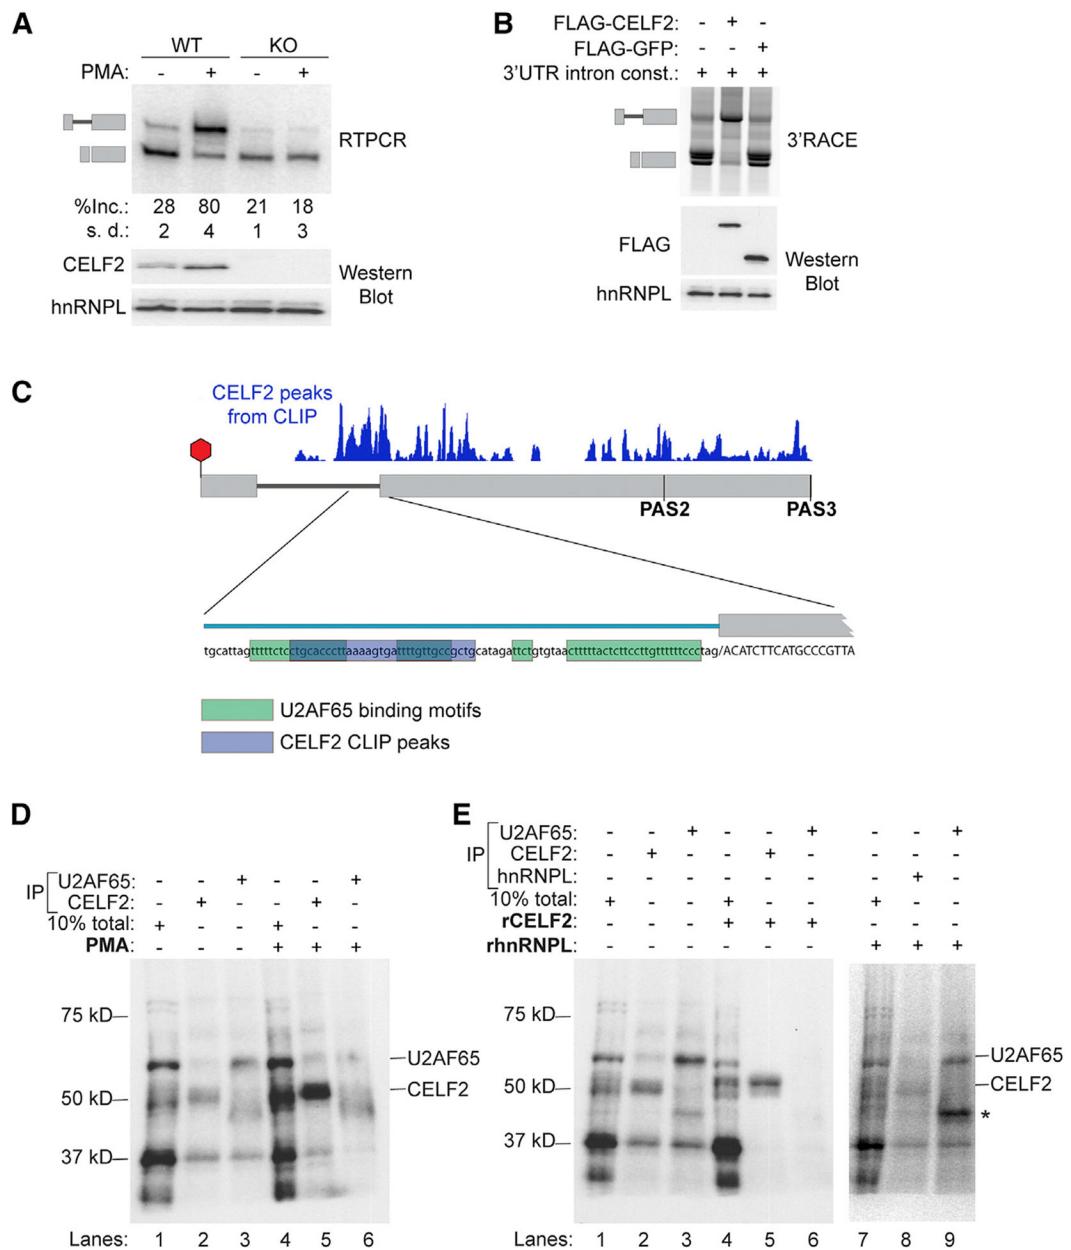 A
WT KO
PMA: - + - +
RTPCR
%Inc.: 28 80 21 18
s. d.: 2 4 1 3
CELF2
hnRNPL
Western
Blot
B
FLAG-CELF2: - + -
FLAG-GFP: - - +
3'UTR intron const.: + + +
3'RACE
FLAG
hnRNPL
Western
Blot
C
CELF2 peaks
from CLIP
PAS2 PAS3
tgcattagtttttctcctgcacccttaaaagtgattttgttgccgctgcatagattctgtgtaactttttactcttccttgttttttccctag/ACATCTTCATGCCCGTTA
U2AF65 binding motifs
CELF2 CLIP peaks
D
IP
U2AF65: - - + - - +
CELF2: - + - - + -
10% total: + - - + - -
PMA: - - - + + +
75 kD
50 kD
37 kD
U2AF65
CELF2
Lanes: 1 2 3 4 5 6
E
IP
U2AF65: - - + - - + - - +
CELF2: - + - - + - - - -
hnRNPL: - - - - - - - + -
10% total: + - - + - - + - -
rCELF2: - - - + + + - - -
rhnRNPL: - - - - - - + + +
75 kD
50 kD
37 kD
U2AF65
CELF2
*
Lanes: 1 2 3 4 5 6 7 8 9